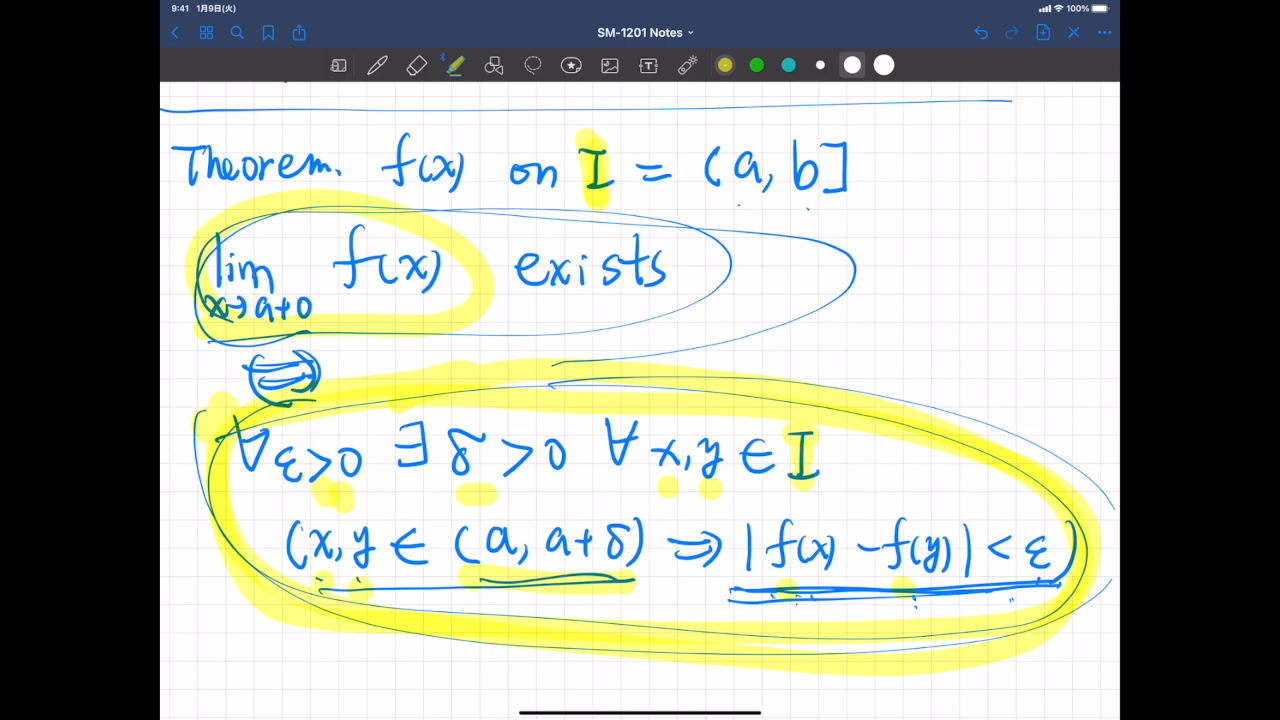 9:41 1月9日(火) 100%
SM-1201 Notes
Theorem. f(x) on I = (a, b]
lim f(x) exists
x→a+0
⇔
∀ε>0 ∃δ>0 ∀x,y∈I
(x,y∈(a, a+δ) ⇒ |f(x)-f(y)|<ε)